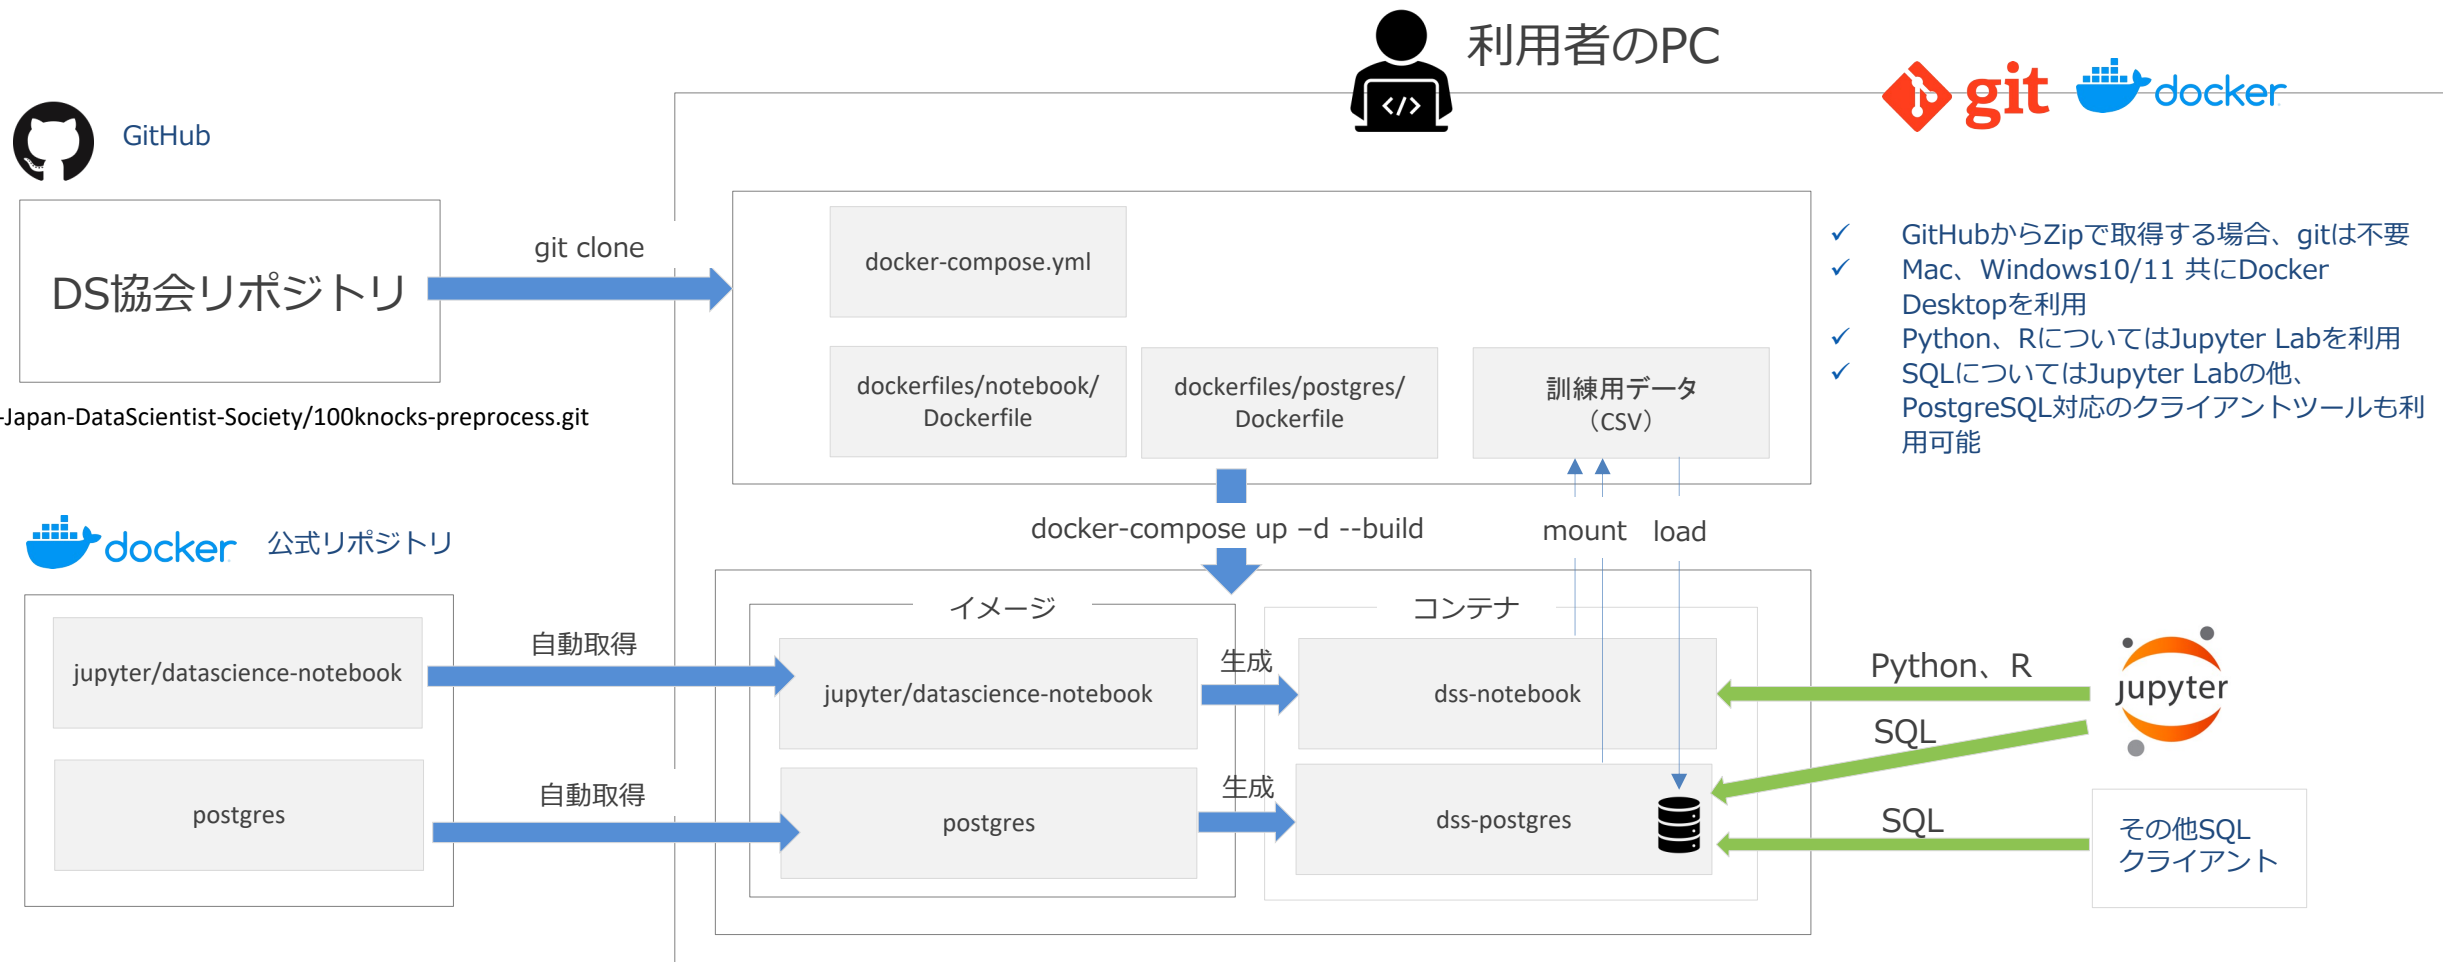 利用者のPC
git
docker
GitHub
DS協会リポジトリ
git clone
-Japan-DataScientist-Society/100knocks-preprocess.git
docker-compose.yml
dockerfiles/notebook/
Dockerfile
dockerfiles/postgres/
Dockerfile
訓練用データ
（CSV）
✓ GitHubからZipで取得する場合、gitは不要
✓ Mac、Windows10/11 共にDocker
Desktopを利用
✓ Python、RについてはJupyter Labを利用
✓ SQLについてはJupyter Labの他、
PostgreSQL対応のクライアントツールも利
用可能
docker-compose up –d --build
mount
load
docker
公式リポジトリ
jupyter/datascience-notebook
postgres
自動取得
自動取得
イメージ
jupyter/datascience-notebook
postgres
生成
生成
コンテナ
dss-notebook
dss-postgres
Python、R
SQL
SQL
jupyter
その他SQL
クライアント